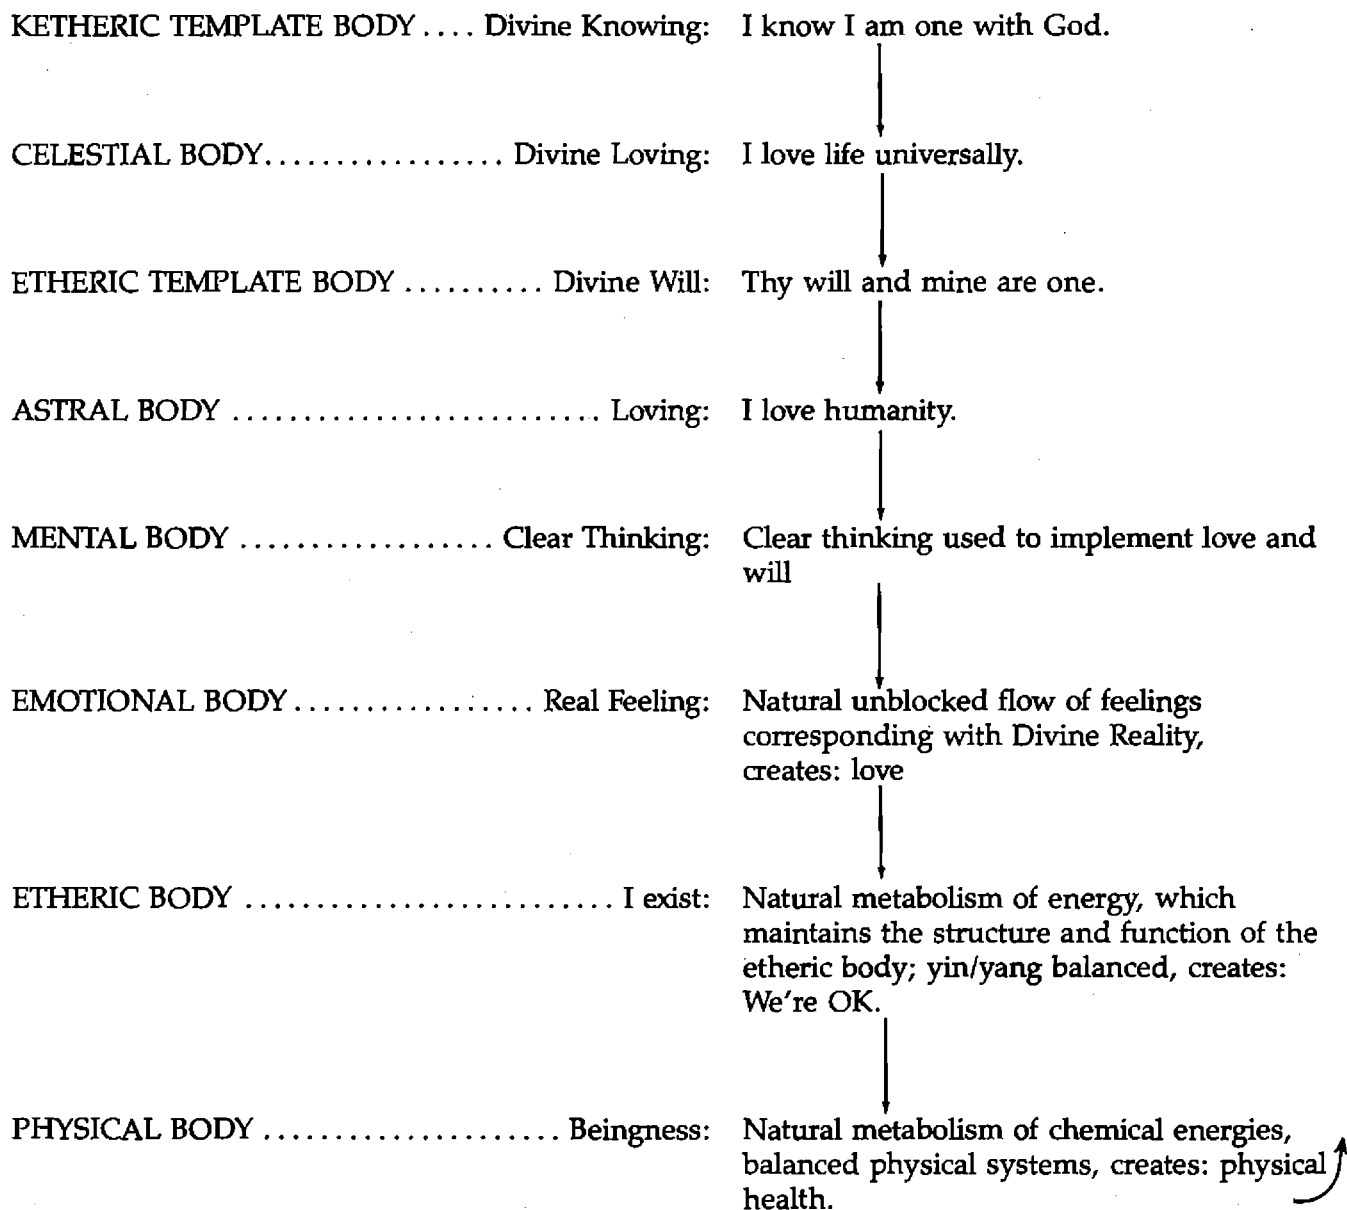 KETHERIC TEMPLATE BODY .... Divine Knowing: I know I am one with God.
CELESTIAL BODY................. Divine Loving: I love life universally.
ETHERIC TEMPLATE BODY .......... Divine Will: Thy will and mine are one.
ASTRAL BODY .......................... Loving: I love humanity.
MENTAL BODY .................. Clear Thinking: Clear thinking used to implement love and
will
EMOTIONAL BODY ................. Real Feeling: Natural unblocked flow of feelings
corresponding with Divine Reality,
creates: love
ETHERIC BODY .......................... I exist: Natural metabolism of energy, which
maintains the structure and function of the
etheric body; yin/yang balanced, creates:
We're OK.
PHYSICAL BODY ..................... Beingness: Natural metabolism of chemical energies,
balanced physical systems, creates: physical
health.